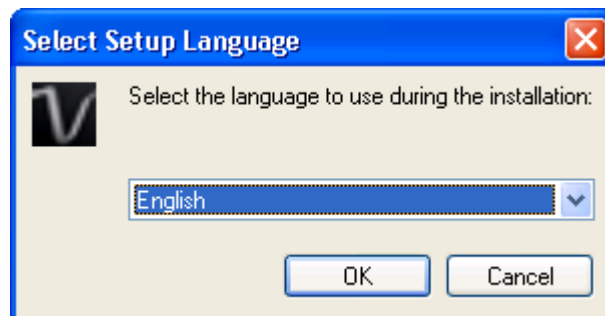 Select Setup Language
Select the language to use during the installation:
English
OK
Cancel